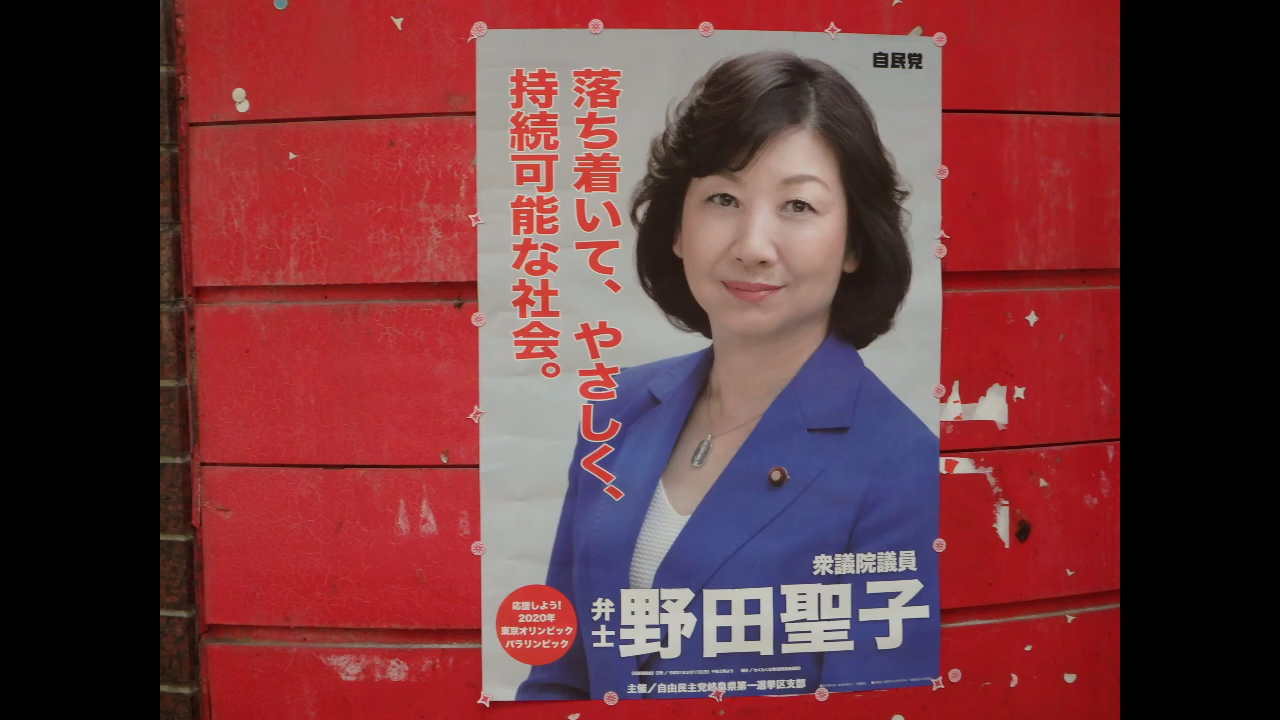 自民党
落ち着いて、やさしく、
持続可能な社会。
衆議院議員
弁士
野田聖子
応援しよう!
2020年
東京オリンピック
パラリンピック
主催／自由民主党岐阜県第一選挙区支部